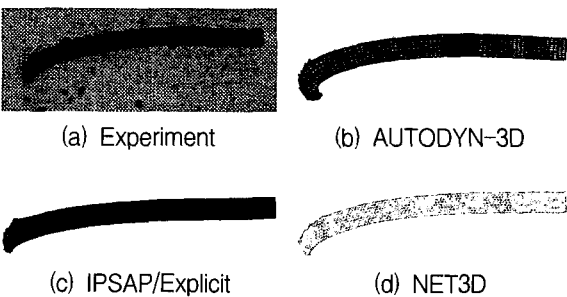 (a) Experiment
(b) AUTODYN-3D
(c) IPSAP/Explicit
(d) NET3D